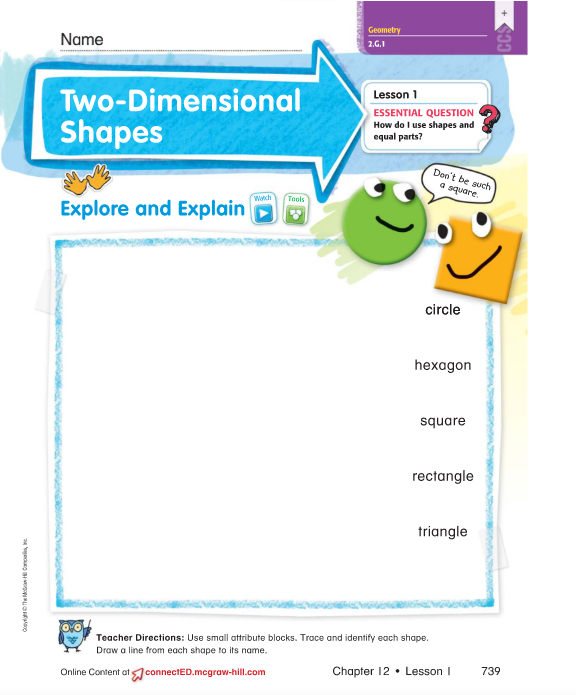 Name
Geometry
2.G.1
CCSS
Two-Dimensional
Shapes
Lesson 1
ESSENTIAL QUESTION
How do I use shapes and
equal parts?
Don't be such
a square.
Explore and Explain
Watch
Tools
circle
hexagon
square
rectangle
triangle
Copyright © The McGraw-Hill Companies, Inc.
Teacher Directions: Use small attribute blocks. Trace and identify each shape.
Draw a line from each shape to its name.
Online Content at connectED.mcgraw-hill.com
Chapter 12 • Lesson 1
739